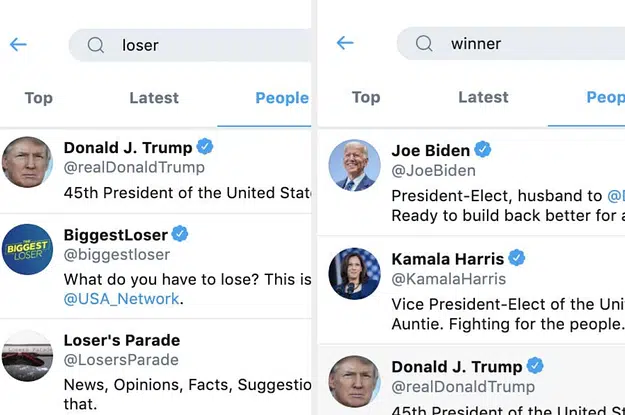 loser
Top Latest People
Donald J. Trump
@realDonaldTrump
45th President of the United Stat
BiggestLoser
@biggestloser
What do you have to lose? This is
@USA_Network.
Loser's Parade
@LosersParade
News, Opinions, Facts, Suggestio
that.
BIGGEST
LOSER
winner
Top Latest Peop
Joe Biden
@JoeBiden
President-Elect, husband to @D
Ready to build back better for a
Kamala Harris
@KamalaHarris
Vice President-Elect of the Uni
Auntie. Fighting for the people.
Donald J. Trump
@realDonaldTrump
45th President of the United St